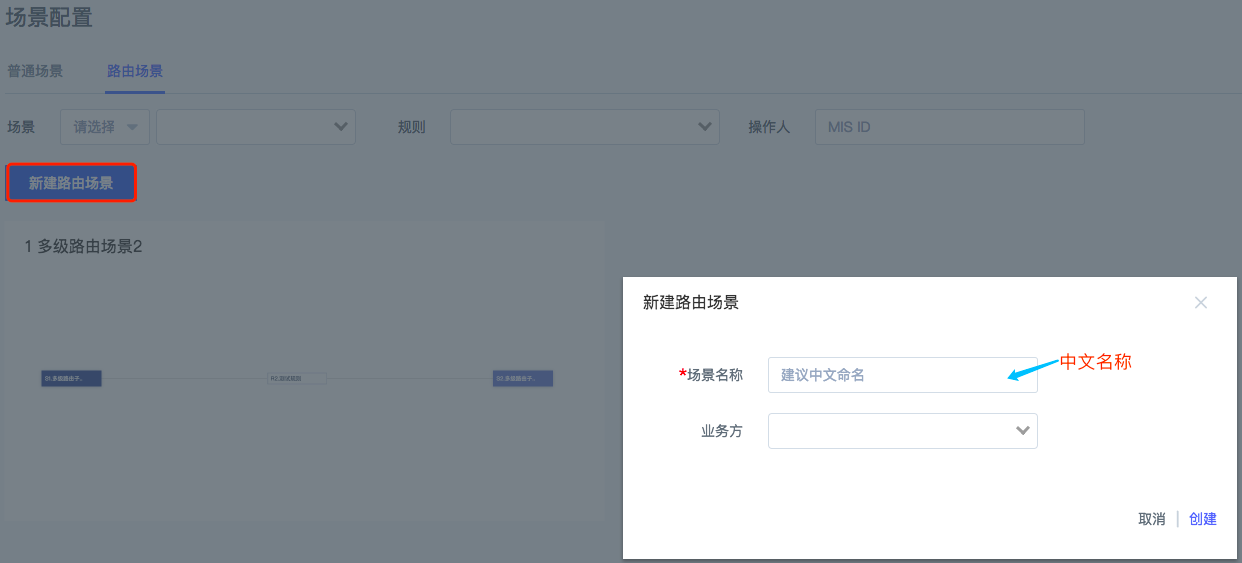 场景配置
普通场景 路由场景
场景 请选择 规则 操作人 MIS ID
新建路由场景
1 多级路由场景2
新建路由场景
*场景名称 建议中文命名 中文名称
业务方
取消 创建